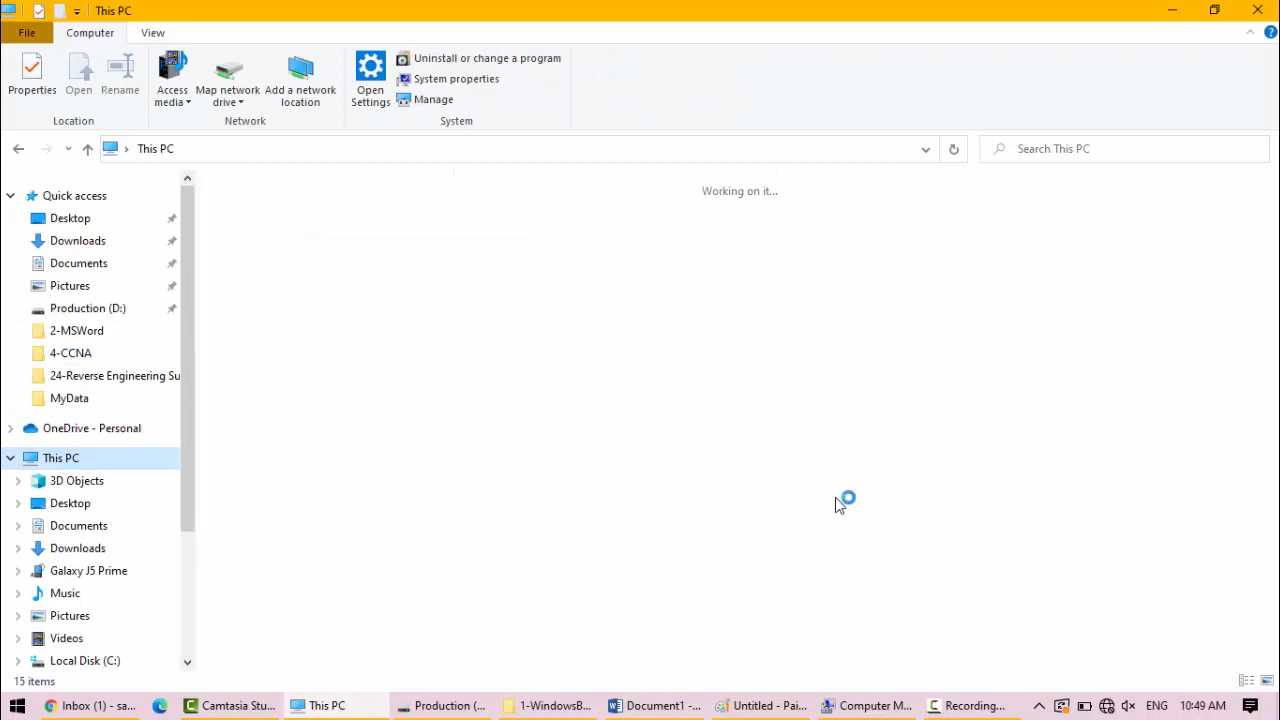 This PC
File Computer View
Properties Open Rename Access media Map network drive Add a network location Open Settings Uninstall or change a program
System properties
Manage
Location Network System
This PC Search This PC
Working on it...
Quick access
Desktop
Downloads
Documents
Pictures
Production (D:)
2-MSWord
4-CCNA
24-Reverse Engineering Su
MyData
OneDrive - Personal
This PC
3D Objects
Desktop
Documents
Downloads
Galaxy J5 Prime
Music
Pictures
Videos
Local Disk (C:)
15 items
Inbox (1) - sa... Camtasia Stu... This PC Production (... 1-WindowsB... Document1 -... Untitled - Pai... Computer M... Recording... ENG 10:49 AM